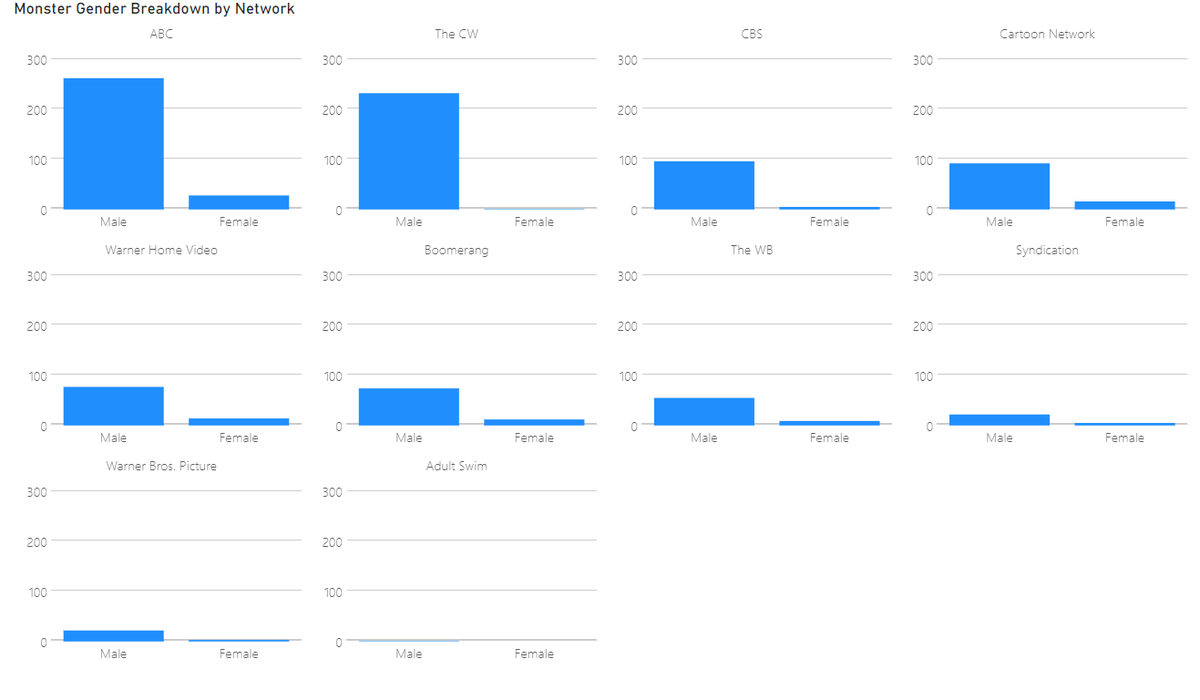 Monster Gender Breakdown by Network
ABC
300
200
100
0
Male Female
The CW
300
200
100
0
Male Female
CBS
300
200
100
0
Male Female
Cartoon Network
300
200
100
0
Male Female
Warner Home Video
300
200
100
0
Male Female
Boomerang
300
200
100
0
Male Female
The WB
300
200
100
0
Male Female
Syndication
300
200
100
0
Male Female
Warner Bros. Picture
300
200
100
0
Male Female
Adult Swim
300
200
100
0
Male Female